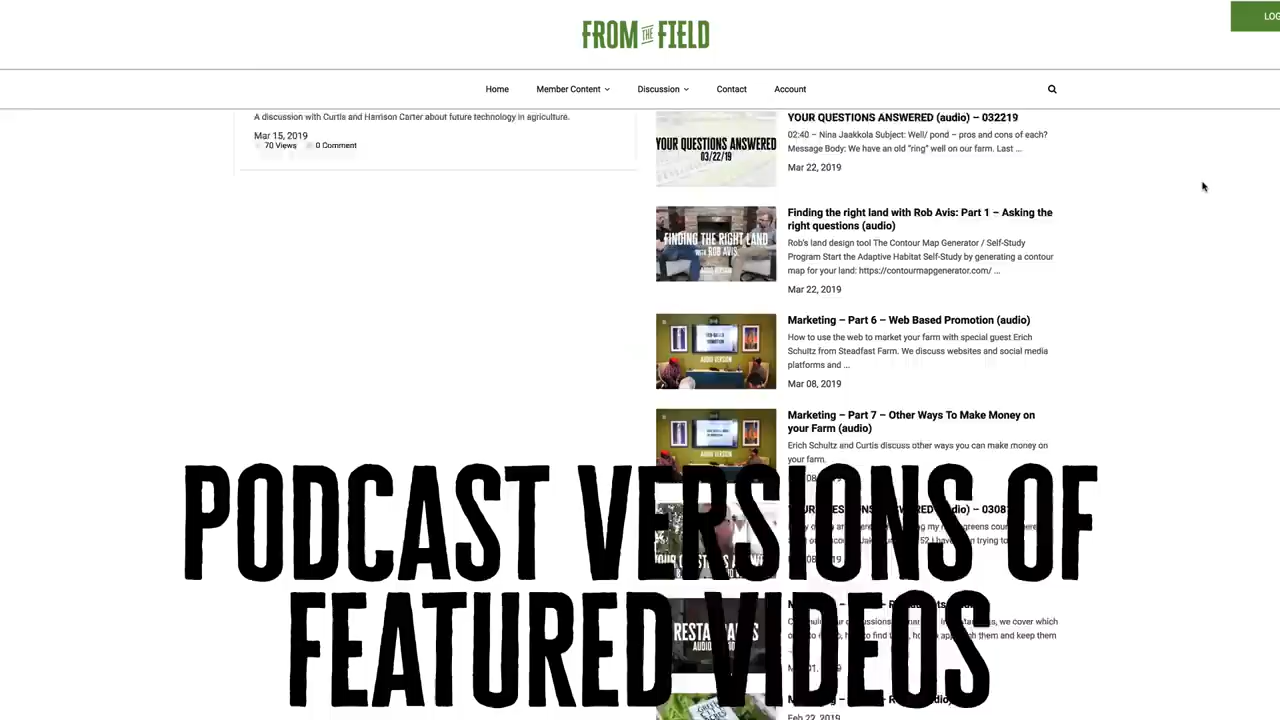 LOG
FROM THE FIELD
Home
Member Content
Discussion
Contact
Account
A discussion with Curtis and Harrison Carter about future technology in agriculture.
Mar 15, 2019
70 Views
0 Comment
YOUR QUESTIONS ANSWERED
03/22/19
YOUR QUESTIONS ANSWERED (audio) – 032219
02:40 – Nina Jaakkola Subject: Well/ pond – pros and cons of each?
Message Body: We have an old "ring" well on our farm. Last ...
Mar 22, 2019
FINDING THE RIGHT LAND
WITH ROB AVIS
AUDIO VERSION
Finding the right land with Rob Avis: Part 1 – Asking the
right questions (audio)
Rob's land design tool The Contour Map Generator / Self-Study
Program Start the Adaptive Habitat Self-Study by generating a contour
map for your land: https://contourmapgenerator.com/ ...
Mar 22, 2019
AUDIO VERSION
Marketing – Part 6 – Web Based Promotion (audio)
How to use the web to market your farm with special guest Erich
Schultz from Steadfast Farm. We discuss websites and social media
platforms and ...
Mar 08, 2019
AUDIO VERSION
Marketing – Part 7 – Other Ways To Make Money on
your Farm (audio)
Erich Schultz and Curtis discuss other ways you can make money on
your farm.
PODCAST VERSIONS OF
FEATURED VIDEOS
Feb 22, 2019